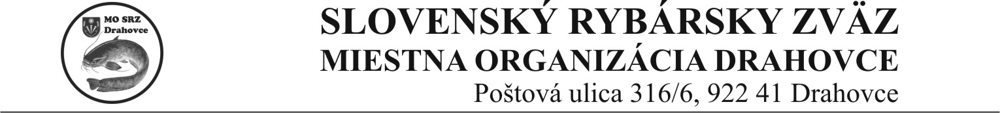 MO SRZ
Drahovce
SLOVENSKÝ RYBÁRSKY ZVÄZ
MIESTNA ORGANIZÁCIA DRAHOVCE
Poštová ulica 316/6, 922 41 Drahovce